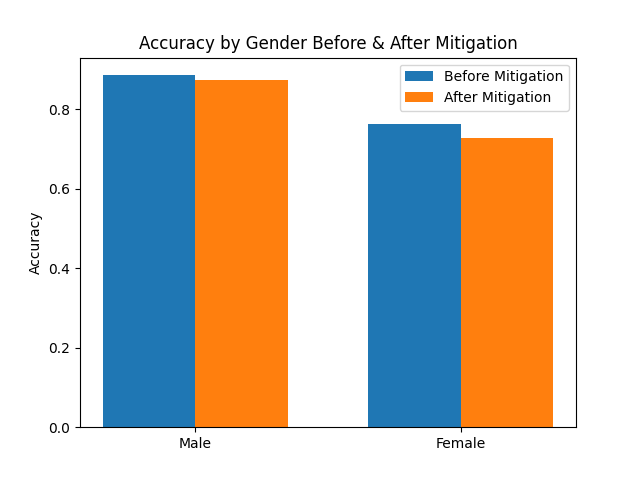 Accuracy by Gender Before & After Mitigation
Before Mitigation
After Mitigation
0.8
0.6
0.4
0.2
0.0
Accuracy
Male
Female